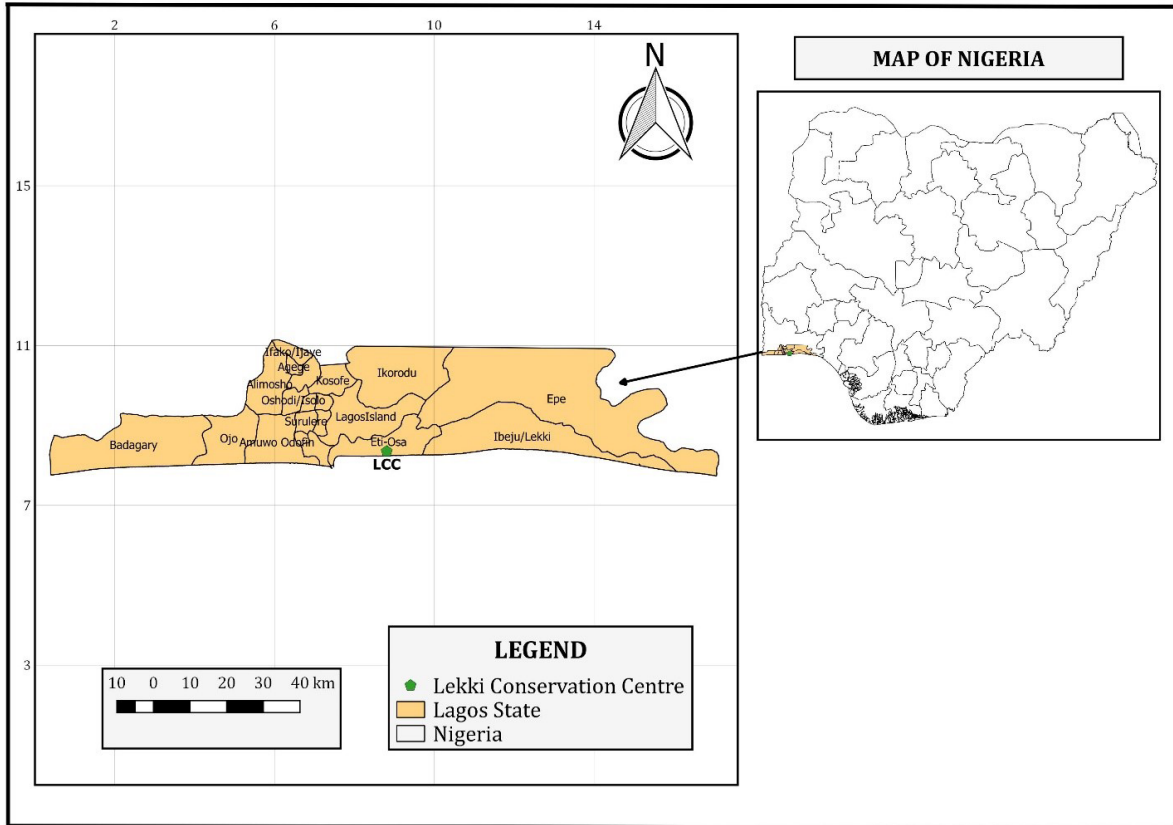 2 6 10 14
N
MAP OF NIGERIA
15
11
Ifako/Ijaye
Agege
Alimosho
Kosofe
Ikorodu
Oshodi/Isolo
Epe
Surulere
LagosIsland
Badagary
Ojo
Amuwo Odofin
Eti-Osa
Ibeju/Lekki
LCC
7
3
LEGEND
Lekki Conservation Centre
Lagos State
Nigeria
10 0 10 20 30 40 km